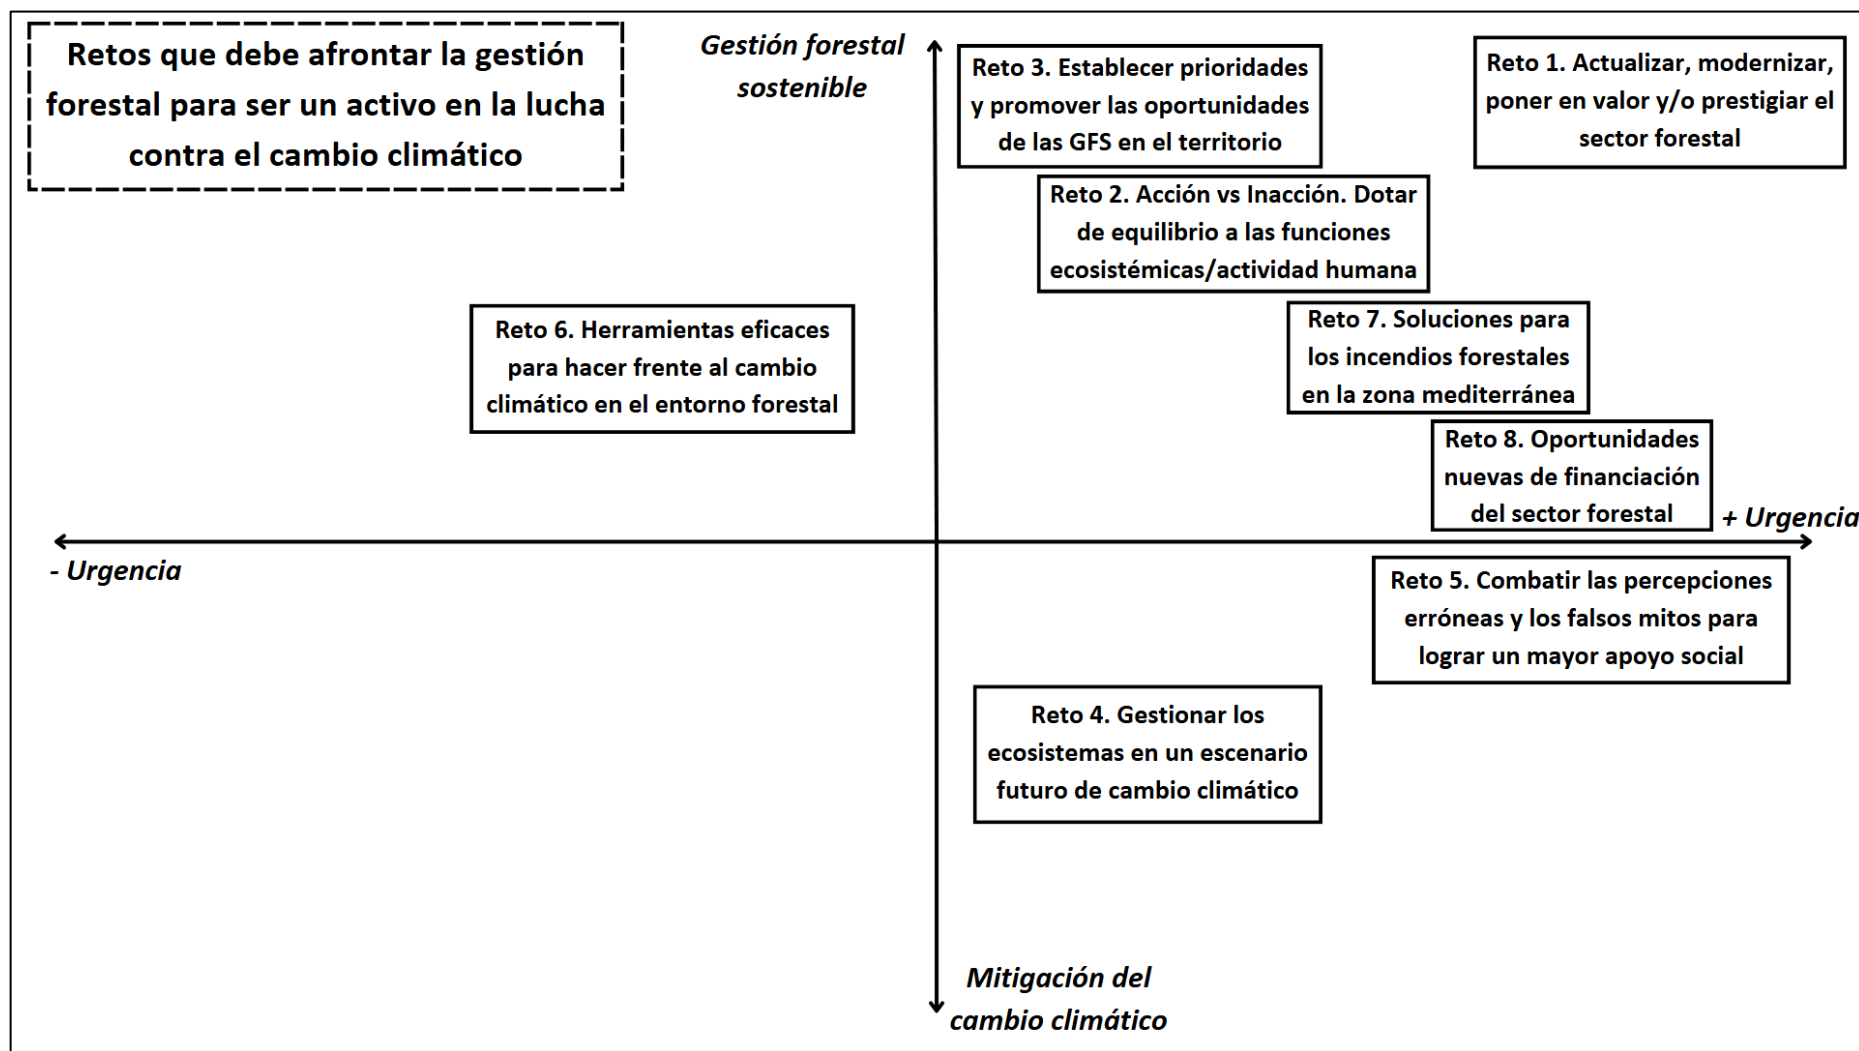 Retos que debe afrontar la gestión
forestal para ser un activo en la lucha
contra el cambio climático
Gestión forestal
sostenible
Reto 3. Establecer prioridades
y promover las oportunidades
de las GFS en el territorio
Reto 1. Actualizar, modernizar,
poner en valor y/o prestigiar el
sector forestal
Reto 2. Acción vs Inacción. Dotar
de equilibrio a las funciones
ecosistémicas/actividad humana
Reto 6. Herramientas eficaces
para hacer frente al cambio
climático en el entorno forestal
Reto 7. Soluciones para
los incendios forestales
en la zona mediterránea
Reto 8. Oportunidades
nuevas de financiación
del sector forestal
+ Urgencia
- Urgencia
Reto 5. Combatir las percepciones
erróneas y los falsos mitos para
lograr un mayor apoyo social
Reto 4. Gestionar los
ecosistemas en un escenario
futuro de cambio climático
Mitigación del
cambio climático